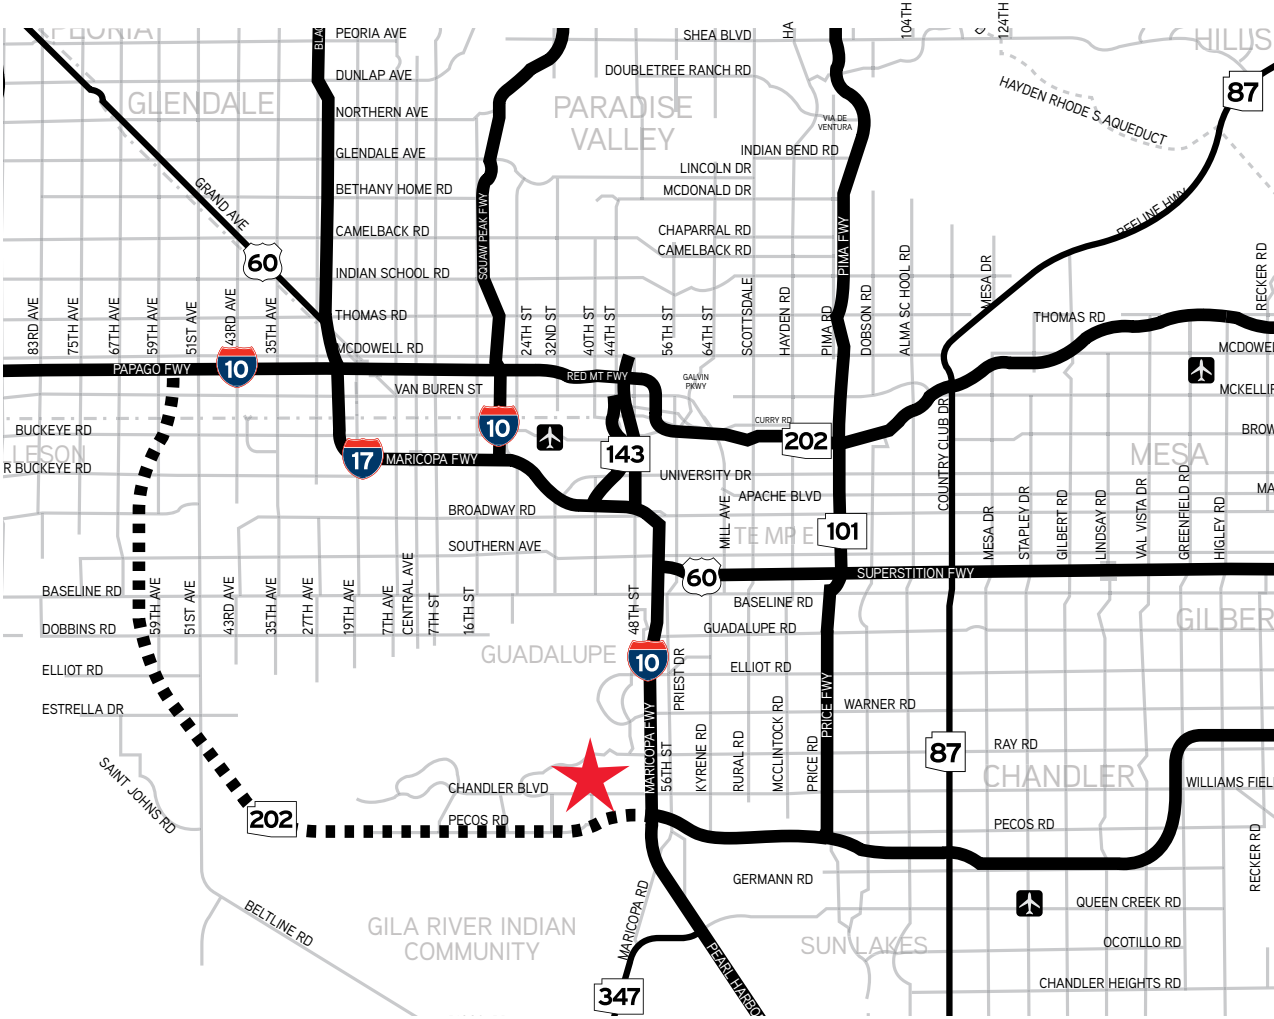 PEORIA
PEORIA AVE
SHEA BLVD
HA
104TH
124TH
HILLS
DUNLAP AVE
DOUBLETREE RANCH RD
87
HAYDEN RHODE S AQUEDUCT
GLENDALE
NORTHERN AVE
PARADISE
VALLEY
VIA DE
VENTURA
GLENDALE AVE
INDIAN BEND RD
LINCOLN DR
BETHANY HOME RD
MCDONALD DR
GRAND AVE
BEELINE HWY
SQUAW PEAK FWY
PIMA FWY
CAMELBACK RD
CHAPARRAL RD
CAMELBACK RD
60
INDIAN SCHOOL RD
83RD AVE
75TH AVE
67TH AVE
59TH AVE
51ST AVE
43RD AVE
35TH AVE
THOMAS RD
MCDOWELL RD
24TH ST
32ND ST
40TH ST
44TH ST
56TH ST
64TH ST
SCOTTSDALE
HAYDEN RD
PIMA RD
DOBSON RD
ALMA SC HOOL RD
MESA DR
RECKER RD
THOMAS RD
MCDOWE
PAPAGO FWY
10
RED MT FWY
GALVIN
PKWY
VAN BUREN ST
MCKELLIP
CURRY RD
COUNTRY CLUB DR
BUCKEYE RD
10
BROW
LESON
R BUCKEYE RD
17
MARICOPA FWY
143
202
MESA
UNIVERSITY DR
APACHE BLVD
MA
BROADWAY RD
MILL AVE
TE MP E
101
MESA DR
STAPLEY DR
GILBERT RD
LINDSAY RD
VAL VISTA DR
GREENFIELD RD
HIGLEY RD
SOUTHERN AVE
60
SUPERSTITION FWY
BASELINE RD
59TH AVE
51ST AVE
43RD AVE
35TH AVE
27TH AVE
19TH AVE
7TH AVE
CENTRAL AVE
7TH ST
16TH ST
48TH ST
BASELINE RD
DOBBINS RD
GUADALUPE RD
GILBER
GUADALUPE
10
PRIEST DR
ELLIOT RD
ELLIOT RD
ESTRELLA DR
WARNER RD
MARICOPA FWY
56TH ST
KYRENE RD
RURAL RD
MCCLINTOCK RD
PRICE RD
PRICE FWY
87
RAY RD
CHANDLER
SAINT JOHNS RD
CHANDLER BLVD
WILLIAMS FIEL
202
PECOS RD
PECOS RD
RECKER RD
GERMANN RD
BELTLINE RD
MARICOPA RD
QUEEN CREEK RD
GILA RIVER INDIAN
COMMUNITY
SUN LAKES
OCOTILLO RD
PEARL HARBO
CHANDLER HEIGHTS RD
347